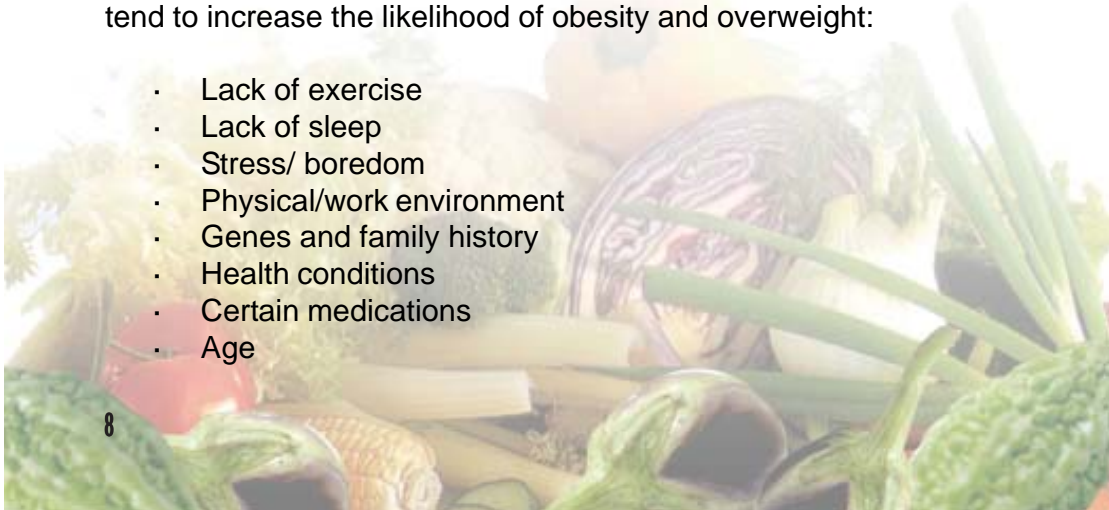 tend to increase the likelihood of obesity and overweight:
· Lack of exercise
· Lack of sleep
· Stress/ boredom
· Physical/work environment
· Genes and family history
· Health conditions
· Certain medications
· Age
8